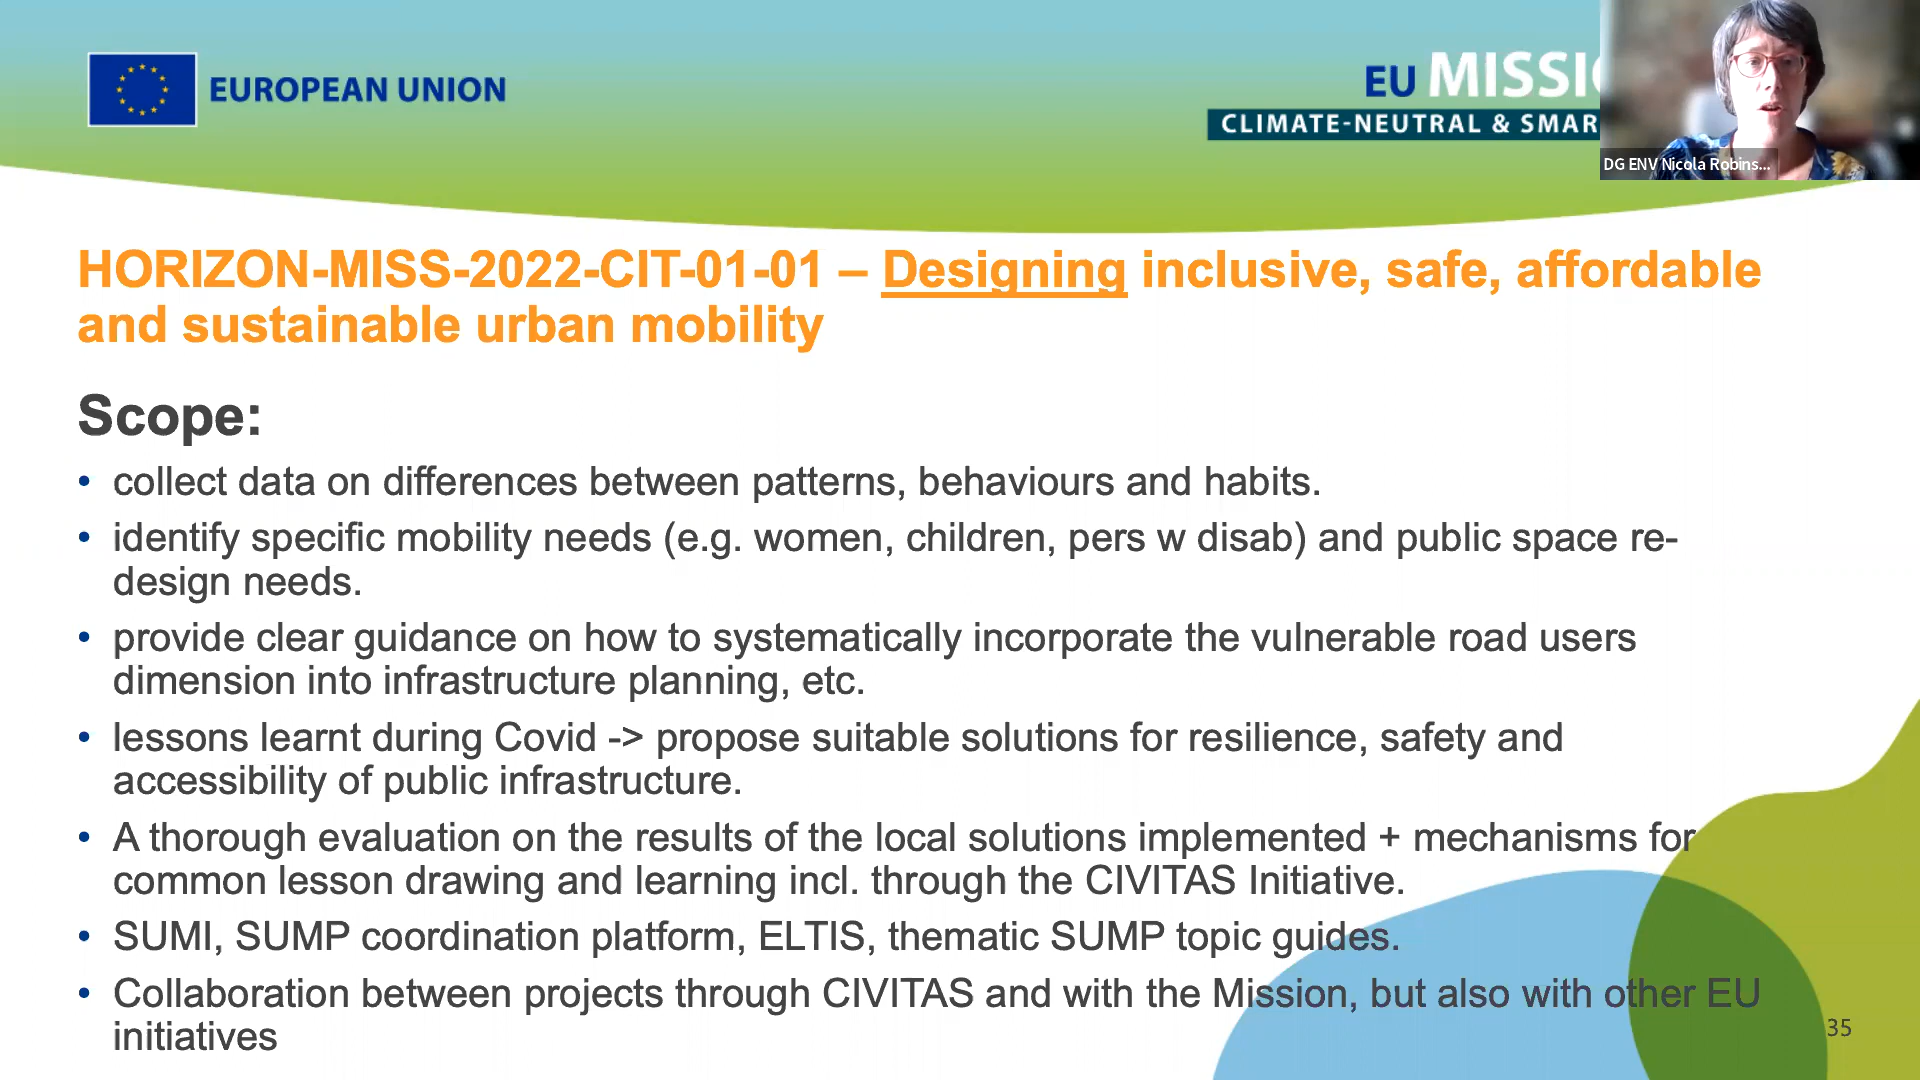 EUROPEAN UNION
EU MISSI
CLIMATE-NEUTRAL & SMAR
DG ENV Nicola Robins...
HORIZON-MISS-2022-CIT-01-01 – Designing inclusive, safe, affordable
and sustainable urban mobility
Scope:
• collect data on differences between patterns, behaviours and habits.
• identify specific mobility needs (e.g. women, children, pers w disab) and public space re-
design needs.
• provide clear guidance on how to systematically incorporate the vulnerable road users
dimension into infrastructure planning, etc.
• lessons learnt during Covid -> propose suitable solutions for resilience, safety and
accessibility of public infrastructure.
• A thorough evaluation on the results of the local solutions implemented + mechanisms for
common lesson drawing and learning incl. through the CIVITAS Initiative.
• SUMI, SUMP coordination platform, ELTIS, thematic SUMP topic guides.
• Collaboration between projects through CIVITAS and with the Mission, but also with other EU
initiatives
35